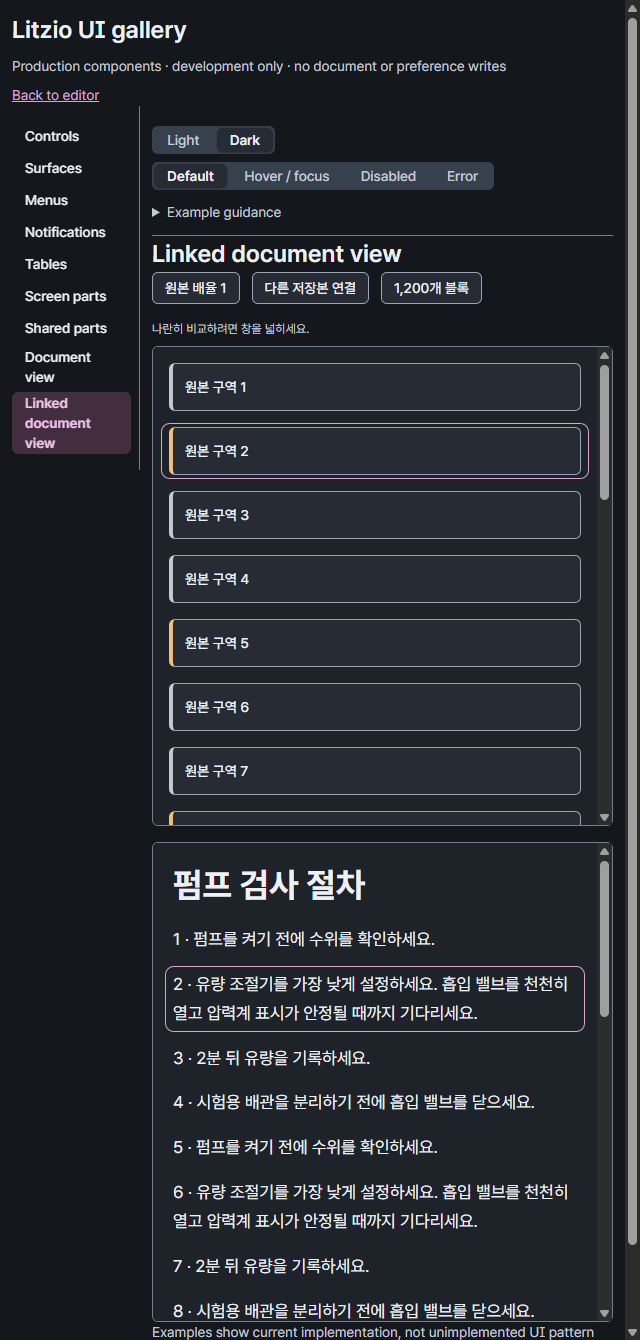 Litzio UI gallery
Production components · development only · no document or preference writes
Back to editor
Controls
Surfaces
Menus
Notifications
Tables
Screen parts
Shared parts
Document
view
Linked
document
view
Light
Dark
Default
Hover / focus
Disabled
Error
Example guidance
Linked document view
원본 배율 1
다른 저장본 연결
1,200개 블록
나란히 비교하려면 창을 넓히세요.
원본 구역 1
원본 구역 2
원본 구역 3
원본 구역 4
원본 구역 5
원본 구역 6
원본 구역 7
펌프 검사 절차
1 · 펌프를 켜기 전에 수위를 확인하세요.
2 · 유량 조절기를 가장 낮게 설정하세요. 흡입 밸브를 천천히
열고 압력계 표시가 안정될 때까지 기다리세요.
3 · 2분 뒤 유량을 기록하세요.
4 · 시험용 배관을 분리하기 전에 흡입 밸브를 닫으세요.
5 · 펌프를 켜기 전에 수위를 확인하세요.
6 · 유량 조절기를 가장 낮게 설정하세요. 흡입 밸브를 천천히
열고 압력계 표시가 안정될 때까지 기다리세요.
7 · 2분 뒤 유량을 기록하세요.
8 · 시험용 배관을 분리하기 전에 흡입 밸브를 닫으세요.
Examples show current implementation, not unimplemented UI pattern